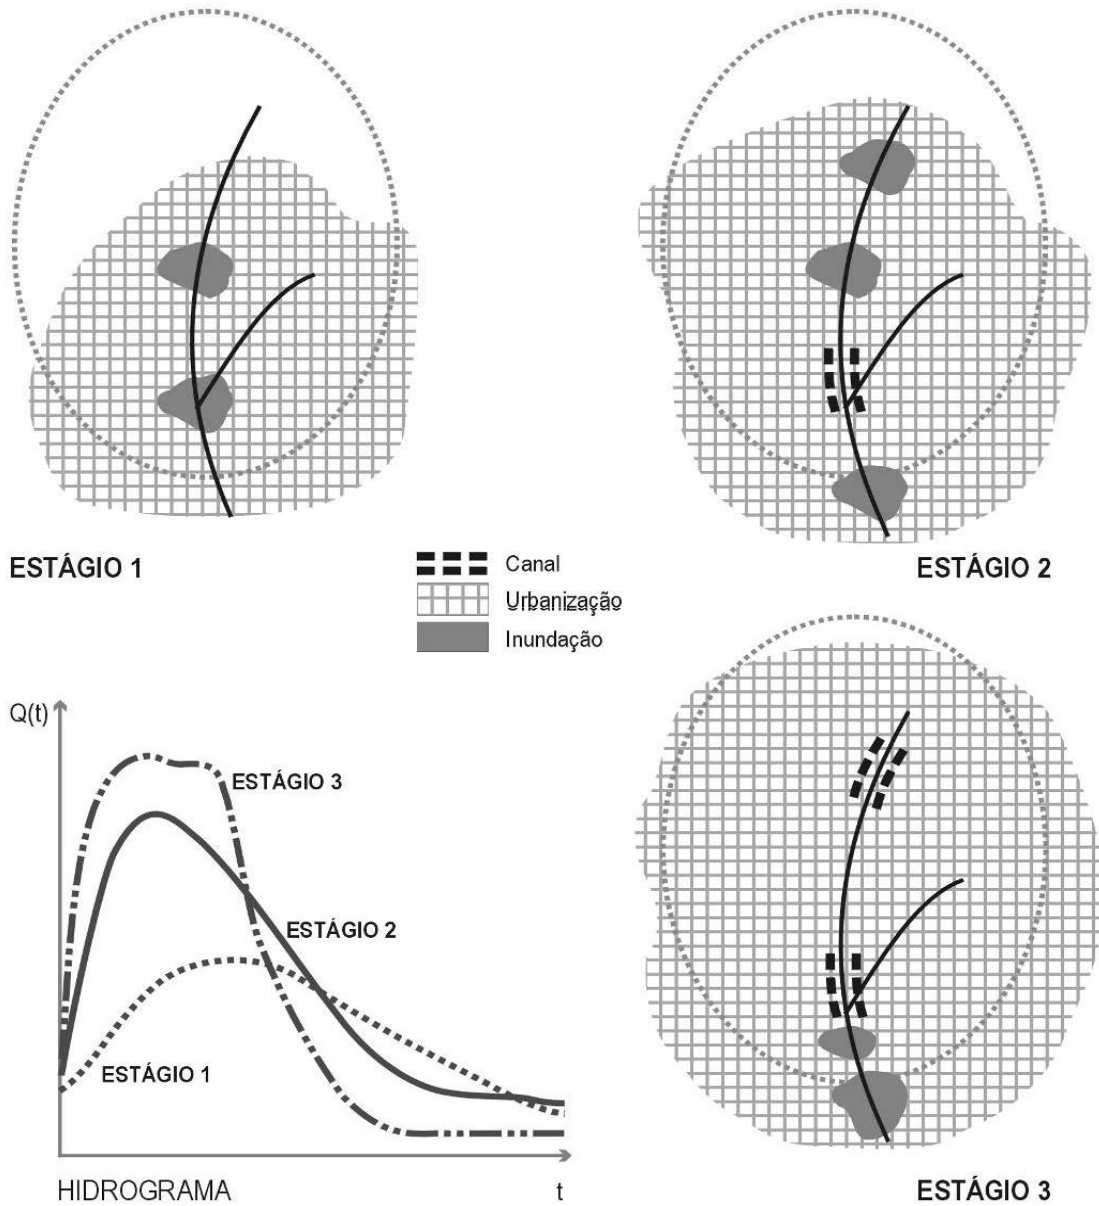 ESTÁGIO 1
Canal
Urbanização
Inundação
ESTÁGIO 2
Q(t)
ESTÁGIO 3
ESTÁGIO 2
ESTÁGIO 1
HIDROGRAMA
t
ESTÁGIO 3